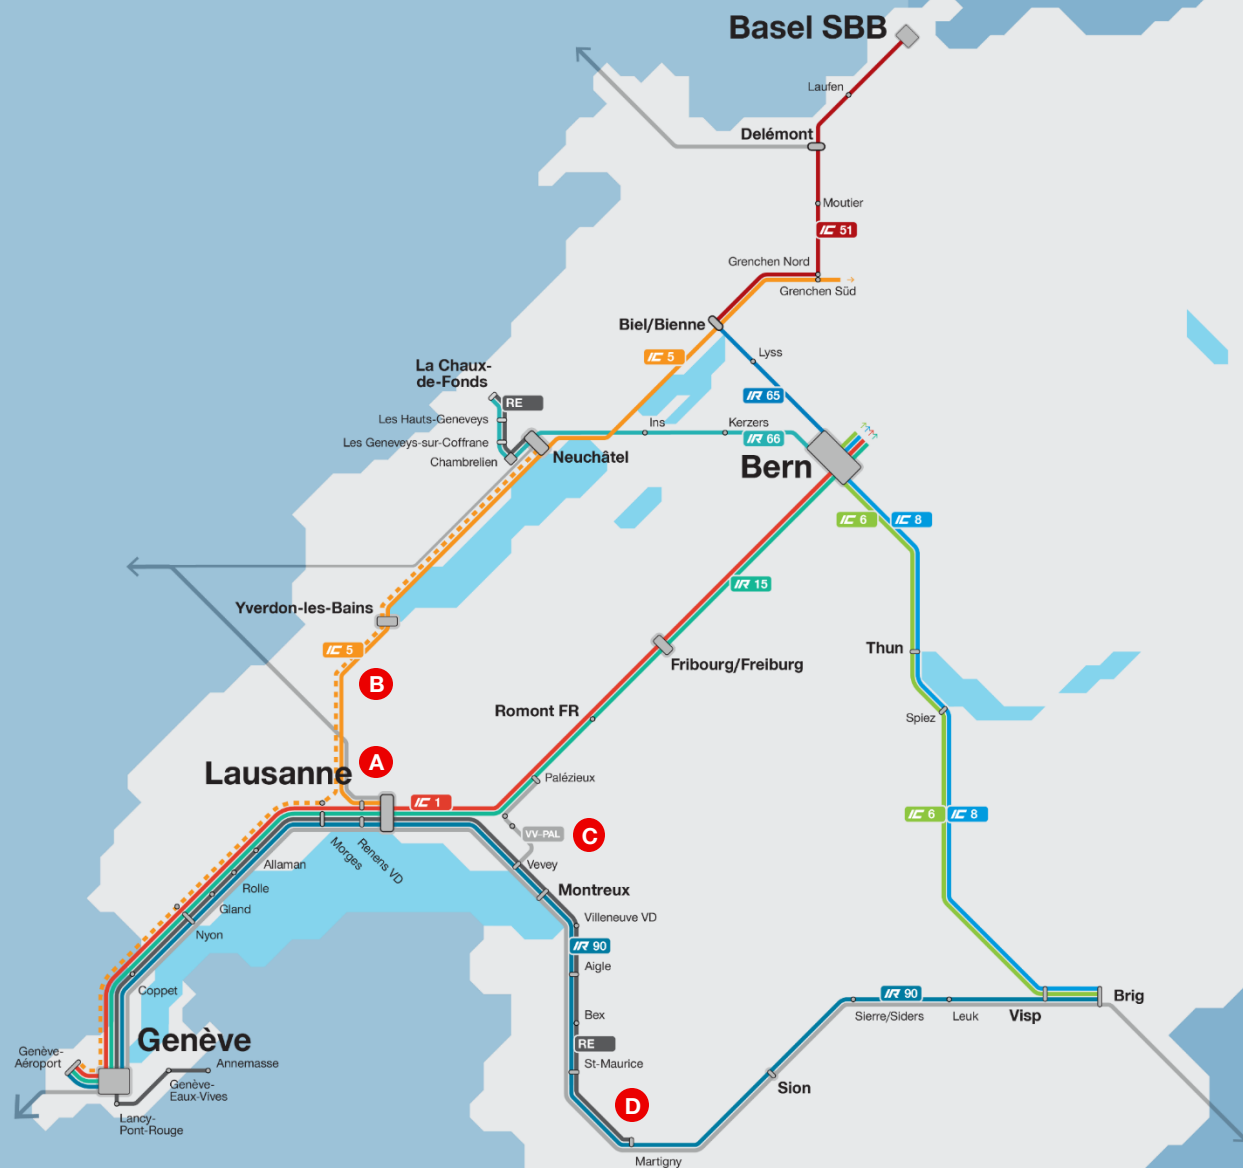 Basel SBB
Laufen
Delémont
Moutier
IC 51
Grenchen Nord
Grenchen Süd
Biel/Bienne
Lyss
IC 5
La Chaux-
de-Fonds
RE
IR 65
Les Hauts-Geneveys
Ins
Kerzers
IR 66
Les Geneveys-sur-Coffrane
Chambrelien
Neuchâtel
Bern
IC 6
IC 8
IR 15
Yverdon-les-Bains
IC 5
Thun
Fribourg/Freiburg
B
Romont FR
Spiez
A
Lausanne
Palézieux
IC 1
IC 6
IC 8
VV-PAL
C
Morges
Renens VD
Allaman
Vevey
Rolle
Montreux
Gland
Villeneuve VD
Nyon
IR 90
Aigle
Coppet
IR 90
Brig
Sierre/Siders
Leuk
Visp
Bex
Genève
RE
Genève-
Aéroport
Annemasse
St-Maurice
Genève-
Eaux-Vives
Sion
D
Lancy-
Pont-Rouge
Martigny